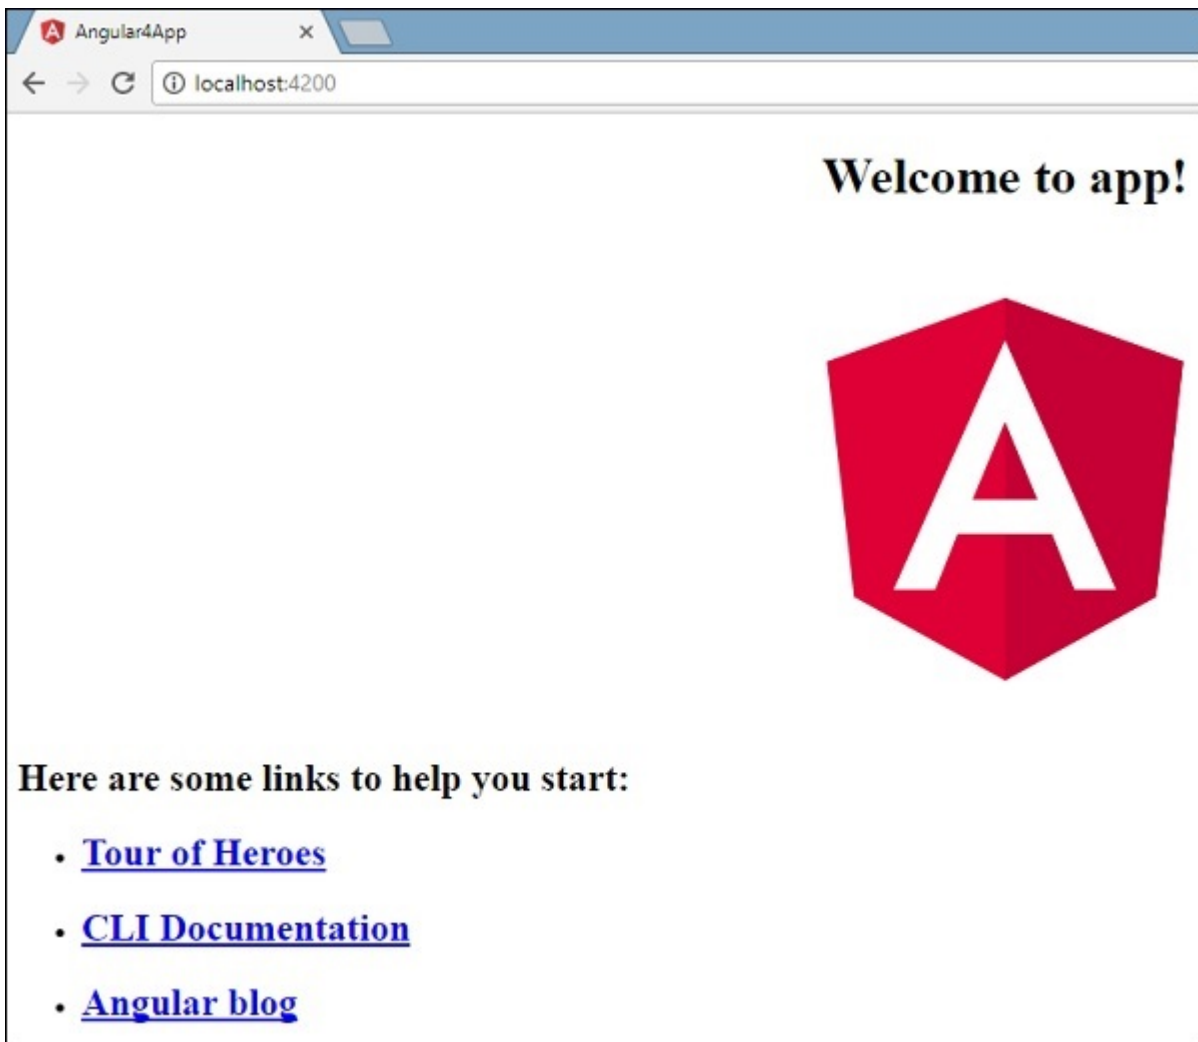 Angular4App
localhost:4200
Welcome to app!
A
Here are some links to help you start:
• Tour of Heroes
• CLI Documentation
• Angular blog